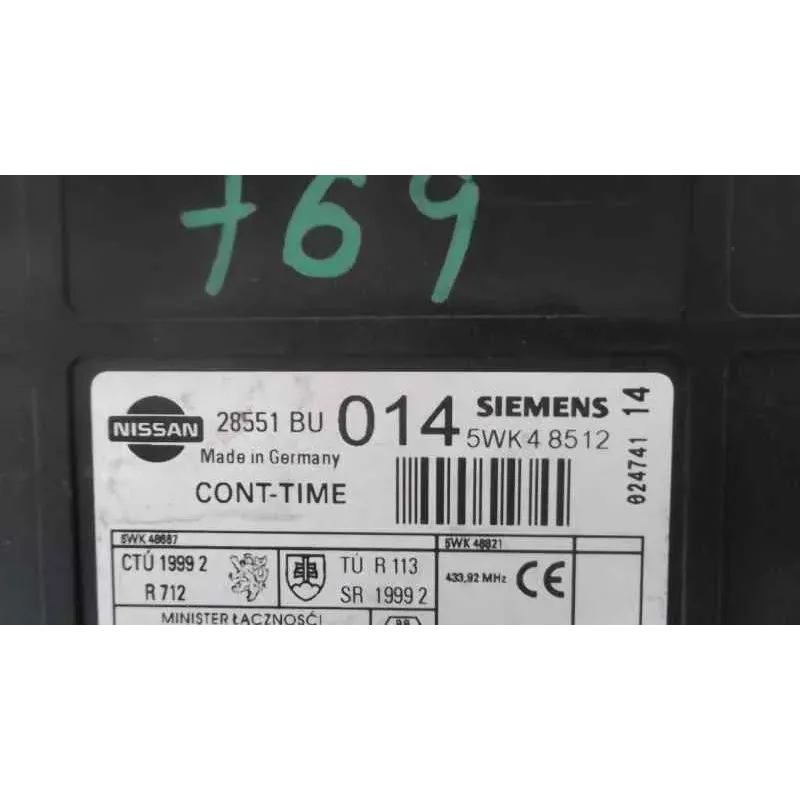 769
NISSAN 28551 BU 014 SIEMENS
5WK4 8512
Made in Germany
CONT-TIME
024741 14
5WK 48687
5WK 48821
CTÚ 1999 2
R 712
TÚ R 113
SR 1999 2
433,92 MHz CE
MINISTER ŁĄCZNOŚCI